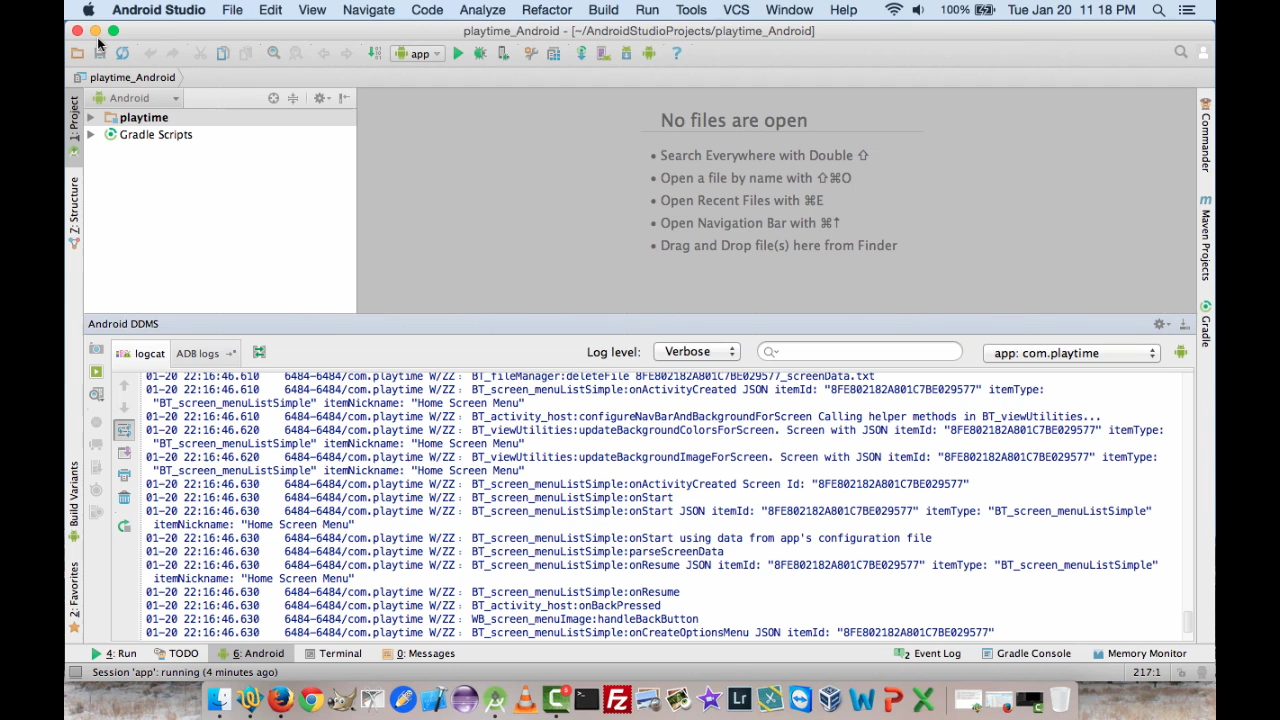 Android Studio File Edit View Navigate Code Analyze Refactor Build Run Tools VCS Window Help 100% Tue Jan 20 11:18 PM
playtime_Android - [~/AndroidStudioProjects/playtime_Android]
app
playtime_Android
1: Project
Android
playtime
Gradle Scripts
Z: Structure
No files are open
• Search Everywhere with Double ⇧
• Open a file by name with ⇧⌘O
• Open Recent Files with ⌘E
• Open Navigation Bar with ⌘↑
• Drag and Drop file(s) here from Finder
Commander
Maven Projects
Gradle
Android DDMS
logcat ADB logs Log level: Verbose app: com.playtime
01-20 22:16:46.610 6484-6484/com.playtime W/ZZ﹕ BT_fileManager:deleteFile 8FE802182A801C7BE029577_screenData.txt
01-20 22:16:46.610 6484-6484/com.playtime W/ZZ﹕ BT_screen_menuListSimple:onActivityCreated JSON itemId: "8FE802182A801C7BE029577" itemType:
"BT_screen_menuListSimple" itemNickname: "Home Screen Menu"
01-20 22:16:46.610 6484-6484/com.playtime W/ZZ﹕ BT_activity_host:configureNavBarAndBackgroundForScreen Calling helper methods in BT_viewUtilities...
01-20 22:16:46.620 6484-6484/com.playtime W/ZZ﹕ BT_viewUtilities:updateBackgroundColorsForScreen. Screen with JSON itemId: "8FE802182A801C7BE029577" itemType:
"BT_screen_menuListSimple" itemNickname: "Home Screen Menu"
01-20 22:16:46.620 6484-6484/com.playtime W/ZZ﹕ BT_viewUtilities:updateBackgroundImageForScreen. Screen with JSON itemId: "8FE802182A801C7BE029577" itemType:
"BT_screen_menuListSimple" itemNickname: "Home Screen Menu"
01-20 22:16:46.630 6484-6484/com.playtime W/ZZ﹕ BT_screen_menuListSimple:onActivityCreated Screen Id: "8FE802182A801C7BE029577"
01-20 22:16:46.630 6484-6484/com.playtime W/ZZ﹕ BT_screen_menuListSimple:onStart
01-20 22:16:46.630 6484-6484/com.playtime W/ZZ﹕ BT_screen_menuListSimple:onStart JSON itemId: "8FE802182A801C7BE029577" itemType: "BT_screen_menuListSimple"
itemNickname: "Home Screen Menu"
01-20 22:16:46.630 6484-6484/com.playtime W/ZZ﹕ BT_screen_menuListSimple:onStart using data from app's configuration file
01-20 22:16:46.630 6484-6484/com.playtime W/ZZ﹕ BT_screen_menuListSimple:parseScreenData
01-20 22:16:46.630 6484-6484/com.playtime W/ZZ﹕ BT_screen_menuListSimple:onResume JSON itemId: "8FE802182A801C7BE029577" itemType: "BT_screen_menuListSimple"
itemNickname: "Home Screen Menu"
01-20 22:16:46.630 6484-6484/com.playtime W/ZZ﹕ BT_screen_menuListSimple:onResume
01-20 22:16:46.630 6484-6484/com.playtime W/ZZ﹕ BT_activity_host:onBackPressed
01-20 22:16:46.630 6484-6484/com.playtime W/ZZ﹕ WB_screen_menuImage:handleBackButton
01-20 22:16:46.630 6484-6484/com.playtime W/ZZ﹕ BT_screen_menuListSimple:onCreateOptionsMenu JSON itemId: "8FE802182A801C7BE029577"
Build Variants
2: Favorites
4: Run TODO 6: Android Terminal 0: Messages 2 Event Log Gradle Console Memory Monitor
Session 'app': running (4 minutes ago) 217:1
Fz Lr W P X